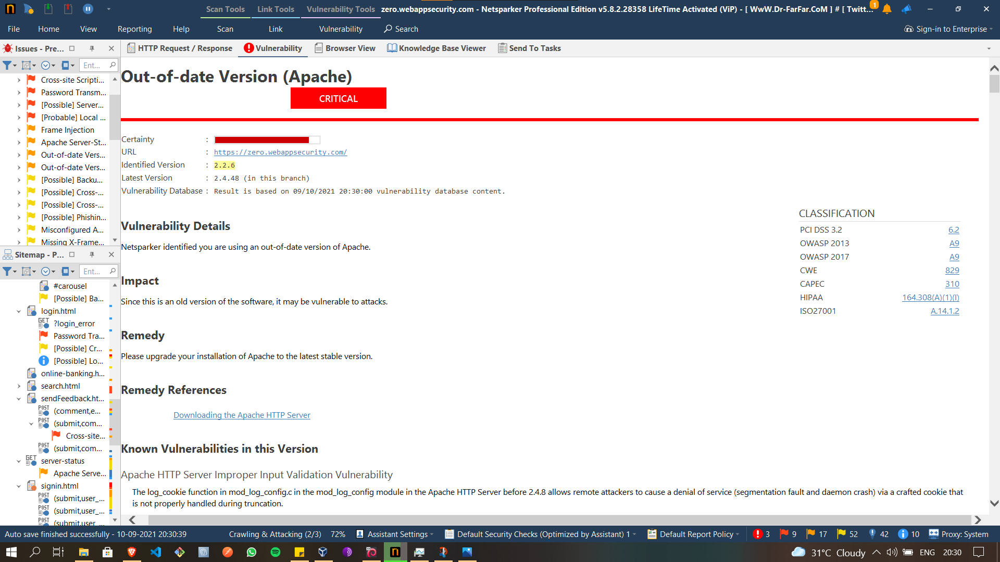 Scan Tools Link Tools Vulnerability Tools zero.webappsecurity.com - Netsparker Professional Edition v5.8.2.28358 LifeTime Activated (ViP) - [ WwW.Dr-FarFar.CoM ] # [ Twitt... 1
File Home View Reporting Help Scan Link Vulnerability Search Sign-in to Enterprise
Issues - Pre...
Ent...
Cross-site Scripti...
Password Transm...
[Possible] Server...
[Probable] Local ...
Frame Injection
Apache Server-St...
Out-of-date Vers...
Out-of-date Vers...
[Possible] Backu...
[Possible] Cross-...
[Possible] Cross-...
[Possible] Phishin...
Misconfigured A...
Missing X-Frame...
Sitemap - P...
Ent...
#carousel
[Possible] Ba...
login.html
GET ?login_error
Password Tra...
[Possible] Cr...
[Possible] Lo...
online-banking.h...
search.html
sendFeedback.ht...
POST (comment,e...
POST (submit,com...
Cross-site...
POST (submit,com...
GET server-status
Apache Serve...
signin.html
POST (submit,user_...
POST (submit,user_...
POST (submit,user_...
HTTP Request / Response Vulnerability Browser View Knowledge Base Viewer Send To Tasks
Out-of-date Version (Apache)
CRITICAL
Certainty :
URL : https://zero.webappsecurity.com/
Identified Version : 2.2.6
Latest Version : 2.4.48 (in this branch)
Vulnerability Database : Result is based on 09/10/2021 20:30:00 vulnerability database content.
CLASSIFICATION
PCI DSS 3.2 6.2
OWASP 2013 A9
OWASP 2017 A9
CWE 829
CAPEC 310
HIPAA 164.308(A)(1)(I)
ISO27001 A.14.1.2
Vulnerability Details
Netsparker identified you are using an out-of-date version of Apache.
Impact
Since this is an old version of the software, it may be vulnerable to attacks.
Remedy
Please upgrade your installation of Apache to the latest stable version.
Remedy References
Downloading the Apache HTTP Server
Known Vulnerabilities in this Version
Apache HTTP Server Improper Input Validation Vulnerability
The log_cookie function in mod_log_config.c in the mod_log_config module in the Apache HTTP Server before 2.4.8 allows remote attackers to cause a denial of service (segmentation fault and daemon crash) via a crafted cookie that
is not properly handled during truncation.
Auto save finished successfully - 10-09-2021 20:30:39 Crawling & Attacking (2/3) 72% Assistant Settings Default Security Checks (Optimized by Assistant) 1 Default Report Policy 3 9 17 52 42 10 Proxy: System
31°C Cloudy ENG 20:30